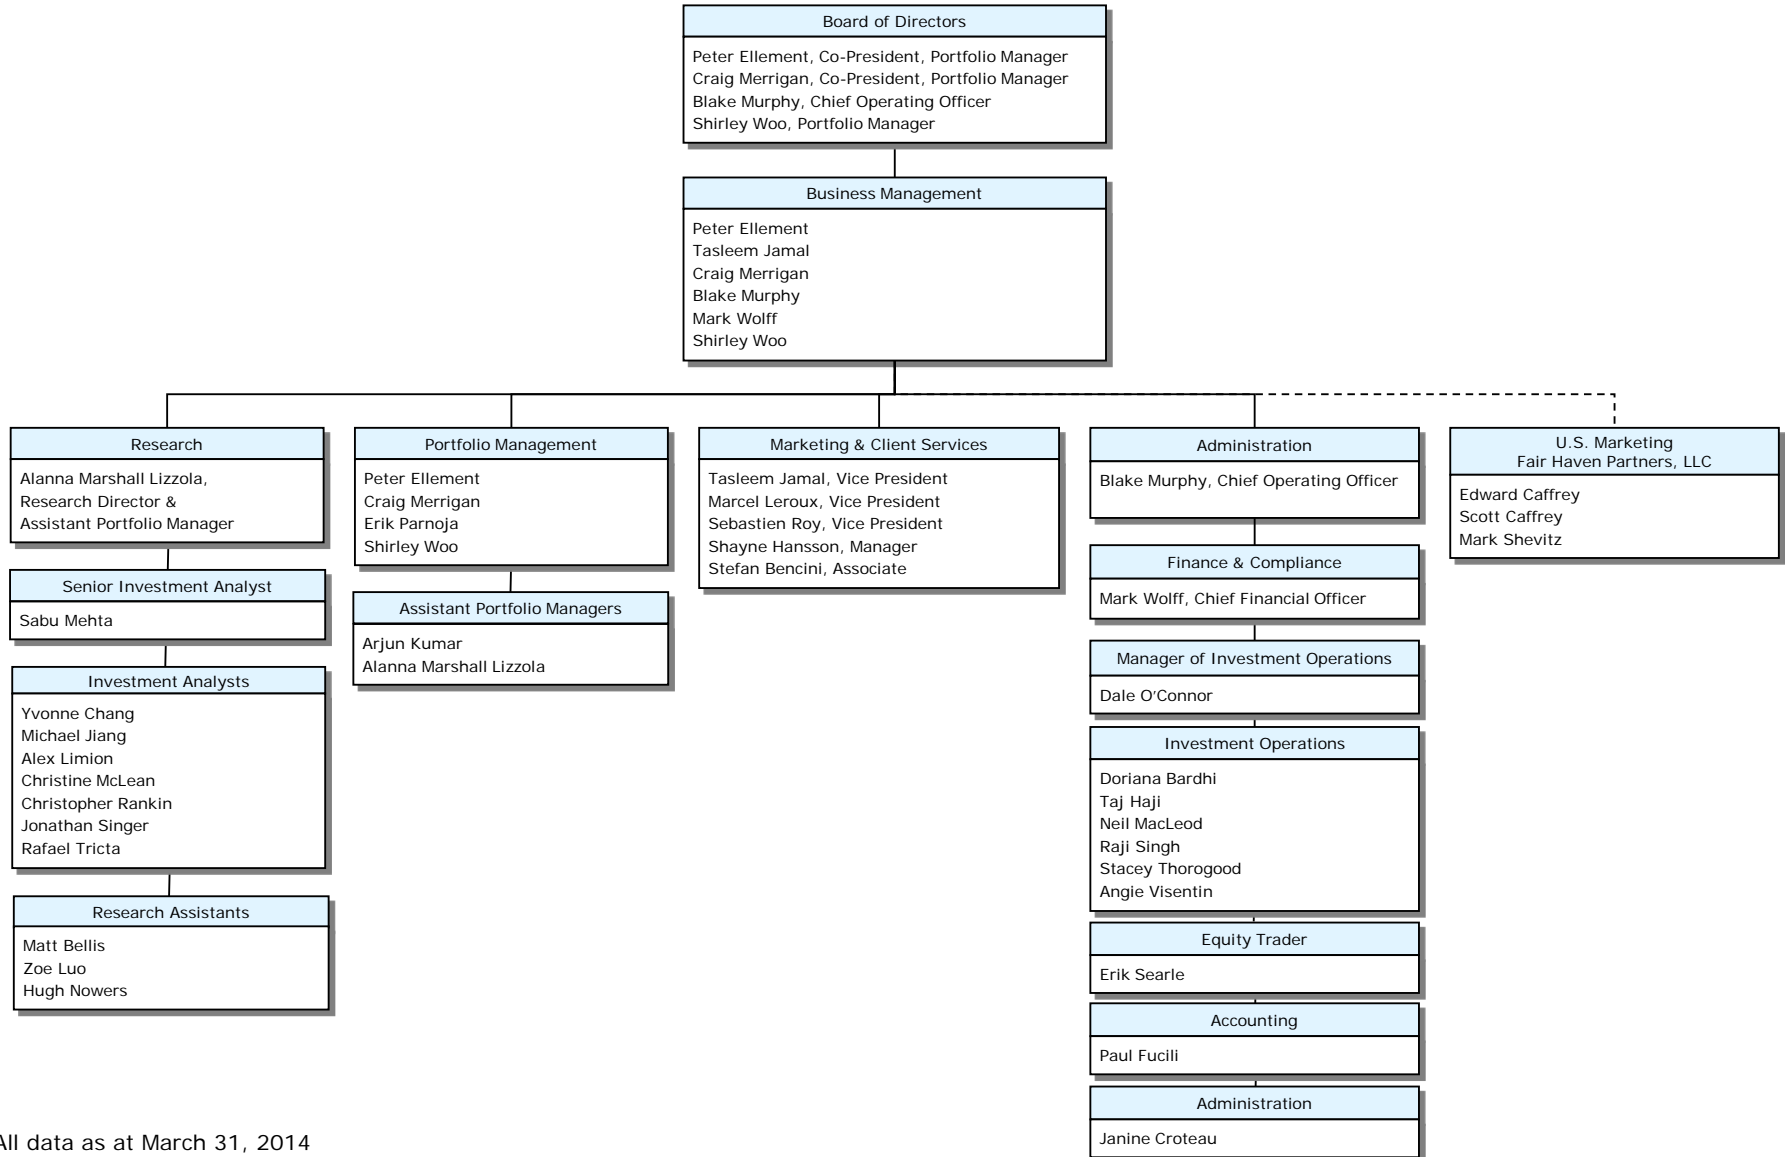 Board of Directors
Peter Ellement, Co-President, Portfolio Manager
Craig Merrigan, Co-President, Portfolio Manager
Blake Murphy, Chief Operating Officer
Shirley Woo, Portfolio Manager
Business Management
Peter Ellement
Tasleem Jamal
Craig Merrigan
Blake Murphy
Mark Wolff
Shirley Woo
Research
Alanna Marshall Lizzola,
Research Director &
Assistant Portfolio Manager
Senior Investment Analyst
Sabu Mehta
Investment Analysts
Yvonne Chang
Michael Jiang
Alex Limion
Christine McLean
Christopher Rankin
Jonathan Singer
Rafael Tricta
Research Assistants
Matt Bellis
Zoe Luo
Hugh Nowers
Portfolio Management
Peter Ellement
Craig Merrigan
Erik Parnoja
Shirley Woo
Assistant Portfolio Managers
Arjun Kumar
Alanna Marshall Lizzola
Marketing & Client Services
Tasleem Jamal, Vice President
Marcel Leroux, Vice President
Sebastien Roy, Vice President
Shayne Hansson, Manager
Stefan Bencini, Associate
Administration
Blake Murphy, Chief Operating Officer
Finance & Compliance
Mark Wolff, Chief Financial Officer
Manager of Investment Operations
Dale O’Connor
Investment Operations
Doriana Bardhi
Taj Haji
Neil MacLeod
Raji Singh
Stacey Thorogood
Angie Visentin
Equity Trader
Erik Searle
Accounting
Paul Fucili
Administration
Janine Croteau
U.S. Marketing
Fair Haven Partners, LLC
Edward Caffrey
Scott Caffrey
Mark Shevitz
All data as at March 31, 2014